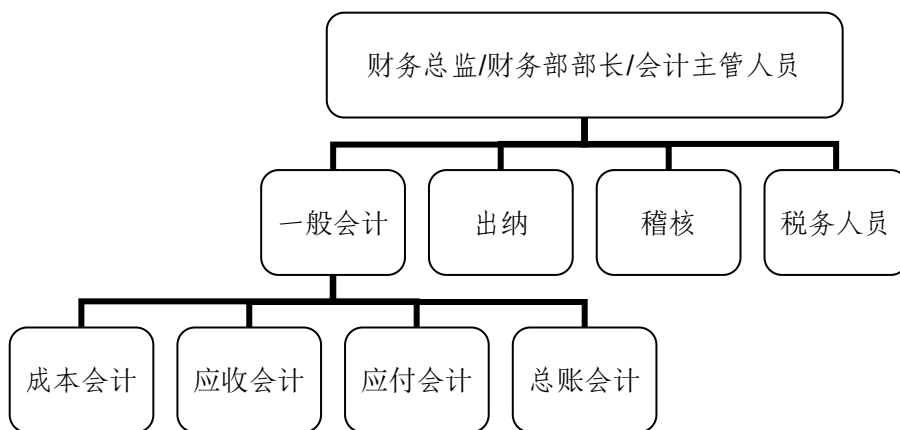 财务总监/财务部部长/会计主管人员
一般会计
出纳
稽核
税务人员
成本会计
应收会计
应付会计
总账会计